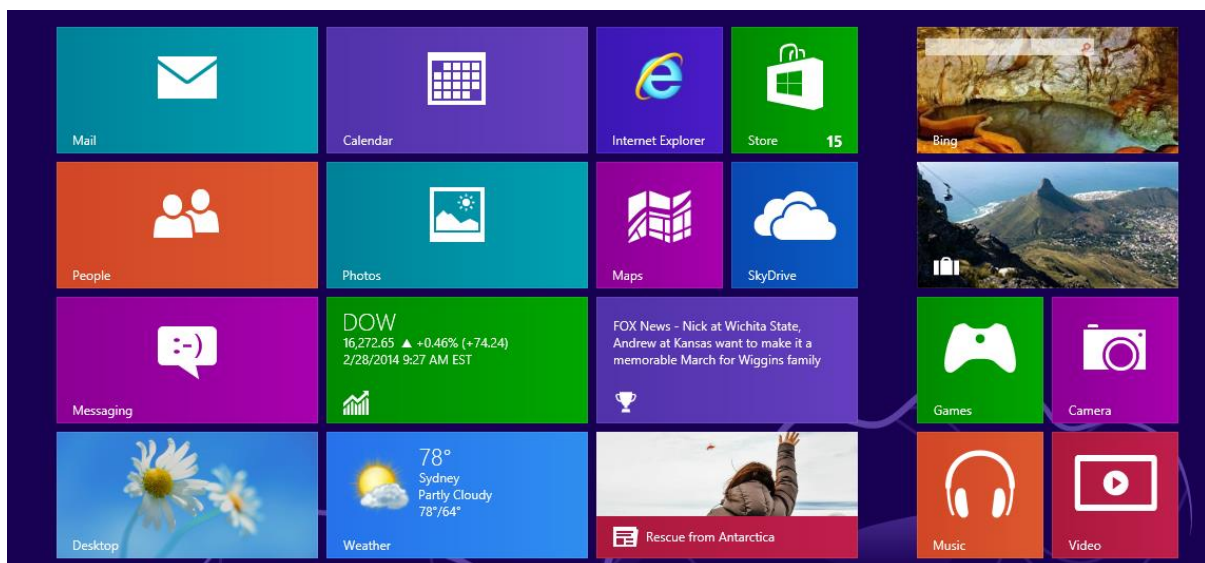 Mail
Calendar
Internet Explorer
Store
15
Bing
People
Photos
Maps
SkyDrive
Messaging
:-)
DOW
16,272.65 ▲ +0.46% (+74.24)
2/28/2014 9:27 AM EST
FOX News - Nick at Wichita State,
Andrew at Kansas want to make it a
memorable March for Wiggins family
Games
Camera
Desktop
78°
Sydney
Partly Cloudy
78°/64°
Weather
Rescue from Antarctica
Music
Video